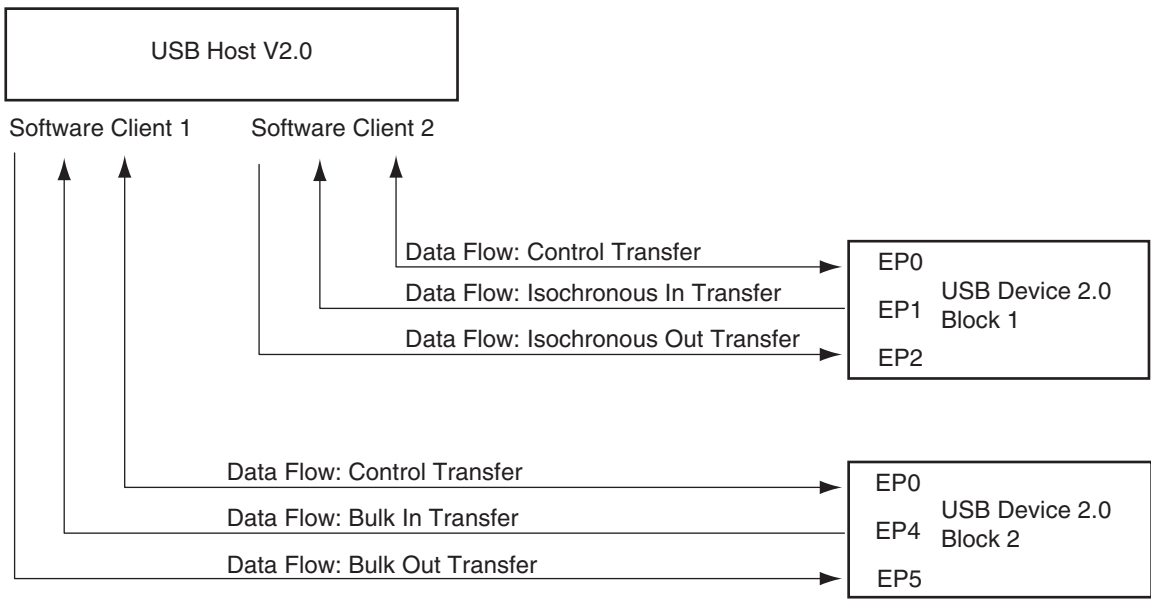 USB Host V2.0
Software Client 1
Software Client 2
Data Flow: Control Transfer
Data Flow: Isochronous In Transfer
Data Flow: Isochronous Out Transfer
EP0
EP1
EP2
USB Device 2.0
Block 1
Data Flow: Control Transfer
Data Flow: Bulk In Transfer
Data Flow: Bulk Out Transfer
EP0
EP4
EP5
USB Device 2.0
Block 2